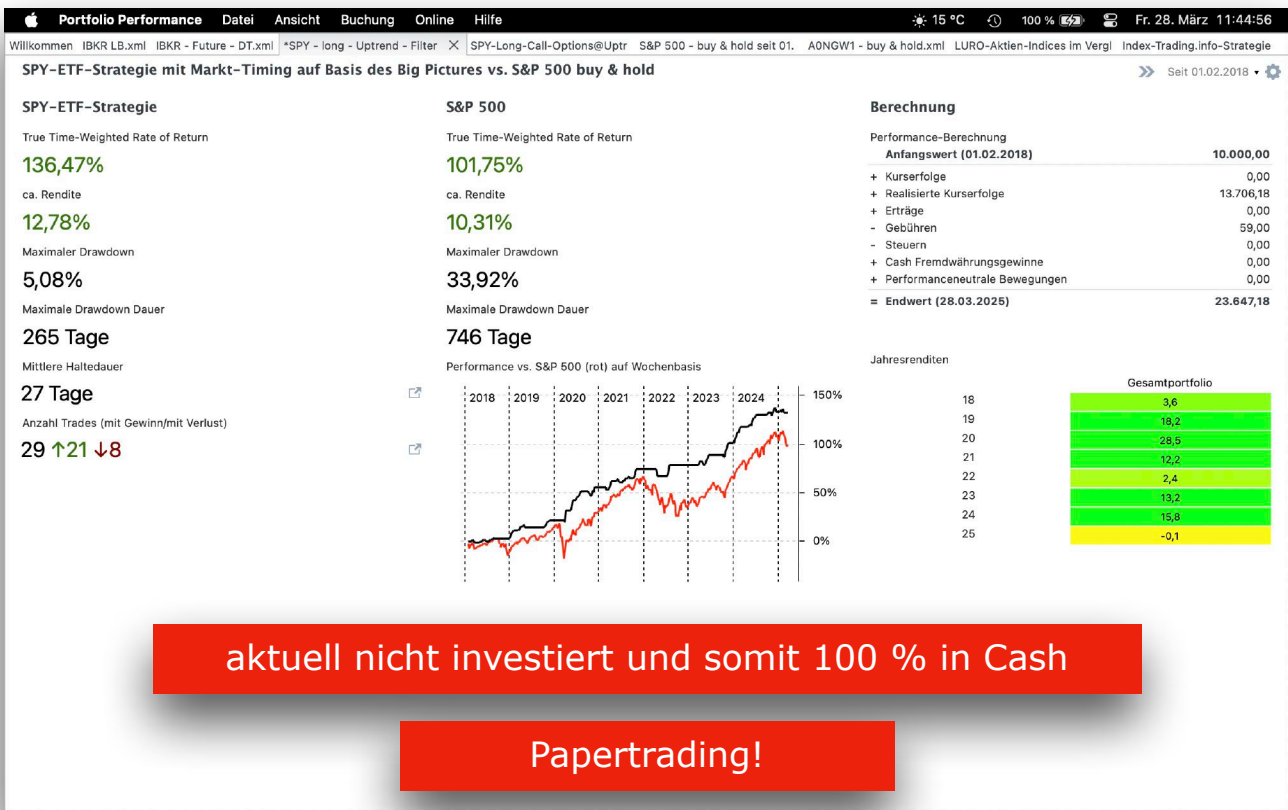 Portfolio Performance Datei Ansicht Buchung Online Hilfe 15 °C 100 % Fr. 28. März 11:44:56
Willkommen IBKR LB.xml IBKR - Future - DT.xml *SPY - long - Uptrend - Filter SPY-Long-Call-Options@Uptr S&P 500 - buy & hold seit 01. A0NGW1 - buy & hold.xml LURO-Aktien-Indices im Vergl Index-Trading.info-Strategie
SPY-ETF-Strategie mit Markt-Timing auf Basis des Big Pictures vs. S&P 500 buy & hold
Seit 01.02.2018
SPY-ETF-Strategie
True Time-Weighted Rate of Return
136,47%
ca. Rendite
12,78%
Maximaler Drawdown
5,08%
Maximale Drawdown Dauer
265 Tage
Mittlere Haltedauer
27 Tage
Anzahl Trades (mit Gewinn/mit Verlust)
29 ↑21 ↓8
S&P 500
True Time-Weighted Rate of Return
101,75%
ca. Rendite
10,31%
Maximaler Drawdown
33,92%
Maximale Drawdown Dauer
746 Tage
Performance vs. S&P 500 (rot) auf Wochenbasis
2018 2019 2020 2021 2022 2023 2024
150%
100%
50%
0%
Berechnung
Performance-Berechnung
Anfangswert (01.02.2018) 10.000,00
+ Kurserfolge 0,00
+ Realisierte Kurserfolge 13.706,18
+ Erträge 0,00
- Gebühren 59,00
- Steuern 0,00
+ Cash Fremdwährungsgewinne 0,00
+ Performanceneutrale Bewegungen 0,00
= Endwert (28.03.2025) 23.647,18
Jahresrenditen
Gesamtportfolio
18 3,6
19 18,2
20 28,5
21 12,2
22 2,4
23 13,2
24 15,8
25 -0,1
aktuell nicht investiert und somit 100 % in Cash
Papertrading!